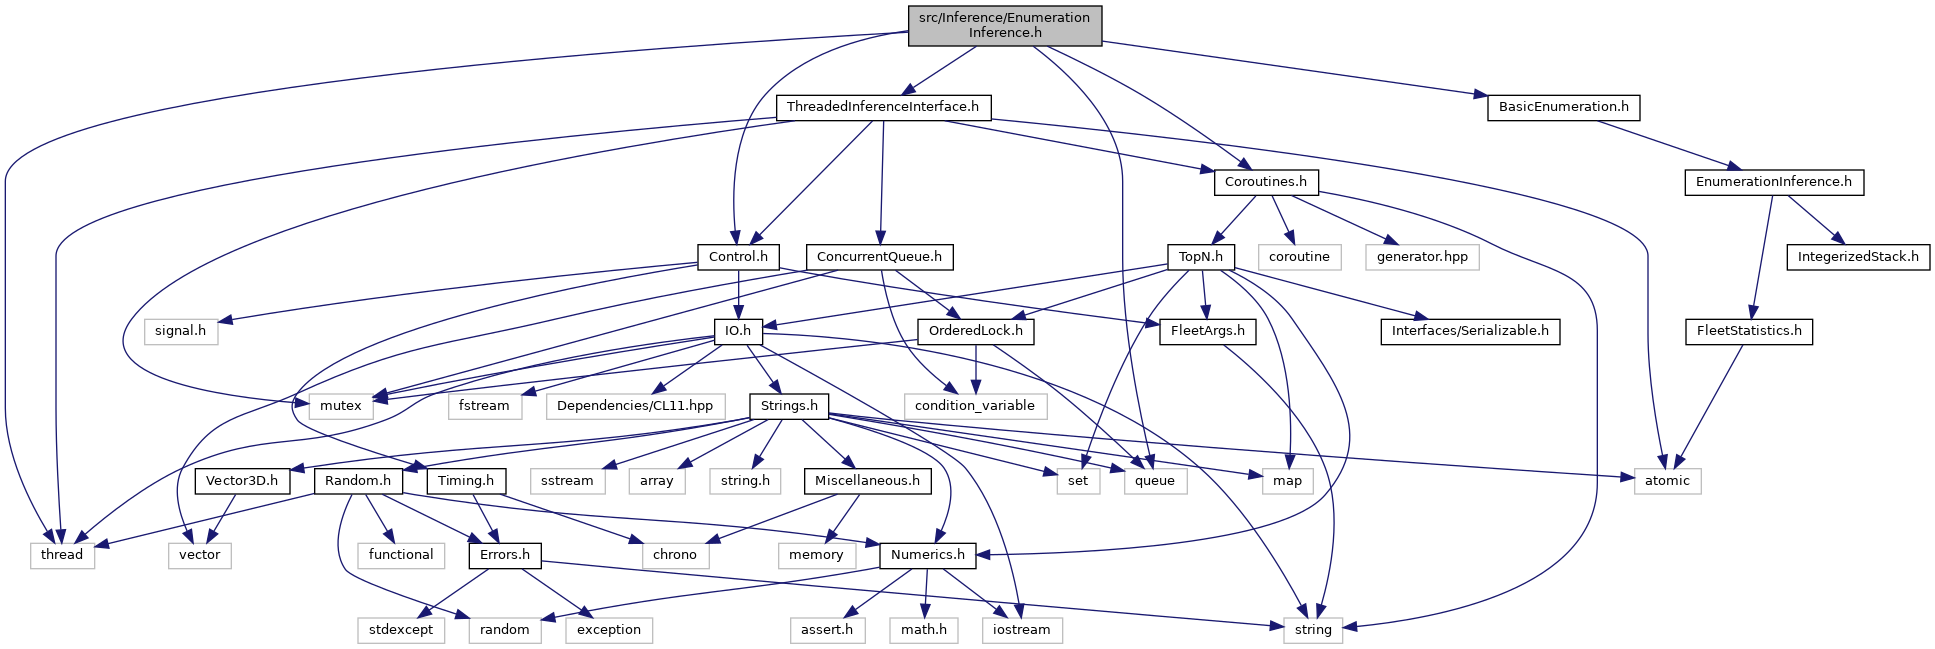 src/Inference/Enumeration
Inference.h
ThreadedInferenceInterface.h
BasicEnumeration.h
Coroutines.h
EnumerationInference.h
Control.h
ConcurrentQueue.h
TopN.h
coroutine
generator.hpp
IntegerizedStack.h
signal.h
IO.h
OrderedLock.h
FleetArgs.h
Interfaces/Serializable.h
FleetStatistics.h
mutex
fstream
Dependencies/CL11.hpp
Strings.h
condition_variable
Vector3D.h
Random.h
Timing.h
sstream
array
string.h
Miscellaneous.h
set
queue
map
atomic
thread
vector
functional
Errors.h
chrono
memory
Numerics.h
stdexcept
random
exception
assert.h
math.h
iostream
string